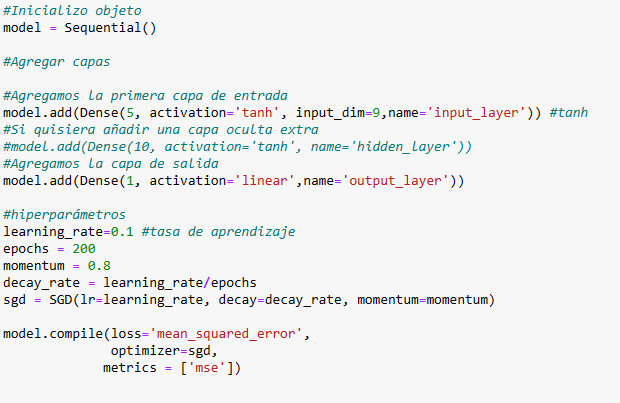 #Inicializo objeto
model = Sequential()
#Agregar capas
#Agregamos la primera capa de entrada
model.add(Dense(5, activation='tanh', input_dim=9,name='input_layer')) #tanh
#Si quisiera añadir una capa oculta extra
#model.add(Dense(10, activation='tanh', name='hidden_layer'))
#Agregamos la capa de salida
model.add(Dense(1, activation='linear',name='output_layer'))
#hiperparámetros
learning_rate=0.1 #tasa de aprendizaje
epochs = 200
momentum = 0.8
decay_rate = learning_rate/epochs
sgd = SGD(lr=learning_rate, decay=decay_rate, momentum=momentum)
model.compile(loss='mean_squared_error',
optimizer=sgd,
metrics = ['mse'])